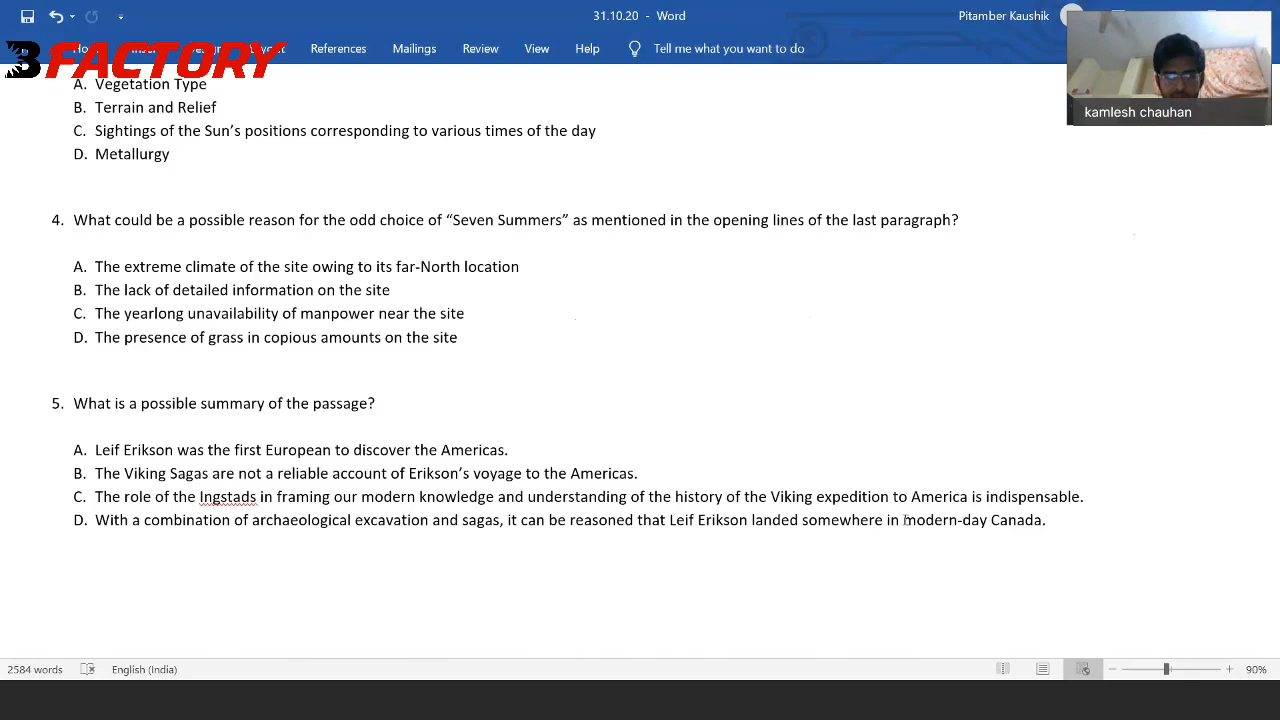 31.10.20 - Word
Pitamber Kaushik
References Mailings Review View Help Tell me what you want to do
BFACTORY
kamlesh chauhan
A. Vegetation Type
B. Terrain and Relief
C. Sightings of the Sun’s positions corresponding to various times of the day
D. Metallurgy
4. What could be a possible reason for the odd choice of “Seven Summers” as mentioned in the opening lines of the last paragraph?
A. The extreme climate of the site owing to its far-North location
B. The lack of detailed information on the site
C. The yearlong unavailability of manpower near the site
D. The presence of grass in copious amounts on the site
5. What is a possible summary of the passage?
A. Leif Erikson was the first European to discover the Americas.
B. The Viking Sagas are not a reliable account of Erikson’s voyage to the Americas.
C. The role of the Ingstads in framing our modern knowledge and understanding of the history of the Viking expedition to America is indispensable.
D. With a combination of archaeological excavation and sagas, it can be reasoned that Leif Erikson landed somewhere in modern-day Canada.
2584 words English (India) 90%